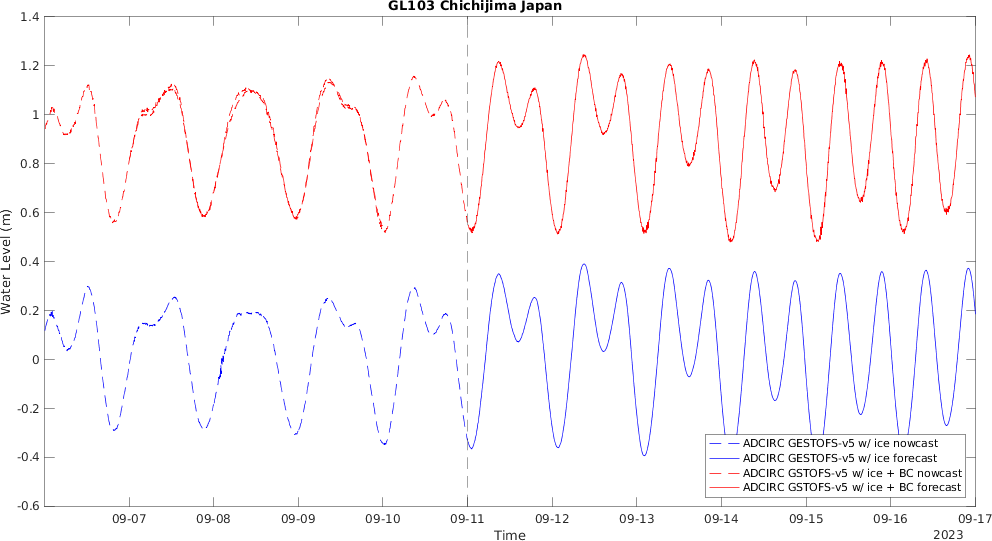 GL103 Chichijima Japan
1.4
1.2
1
0.8
0.6
0.4
0.2
0
-0.2
-0.4
-0.6
Water Level (m)
ADCIRC GESTOFS-v5 w/ ice nowcast
ADCIRC GESTOFS-v5 w/ ice forecast
ADCIRC GSTOFS-v5 w/ ice + BC nowcast
ADCIRC GSTOFS-v5 w/ ice + BC forecast
09-07 09-08 09-09 09-10 09-11 09-12 09-13 09-14 09-15 09-16 09-17
Time
2023